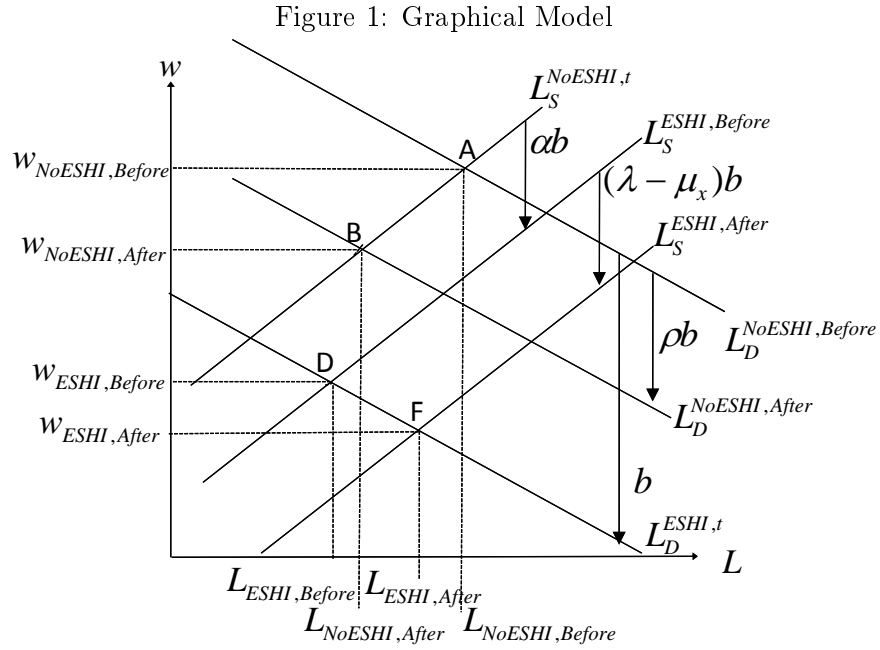 Figure 1: Graphical Model
w
L_S^{NoESHI,t}
L_S^{ESHI,Before}
A
αb
w_{NoESHI,Before}
(λ − μ_x)b
L_S^{ESHI,After}
B
w_{NoESHI,After}
ρb
L_D^{NoESHI,Before}
D
w_{ESHI,Before}
F
L_D^{NoESHI,After}
w_{ESHI,After}
b
L_D^{ESHI,t}
L
L_{ESHI,Before}
L_{ESHI,After}
L_{NoESHI,After}
L_{NoESHI,Before}